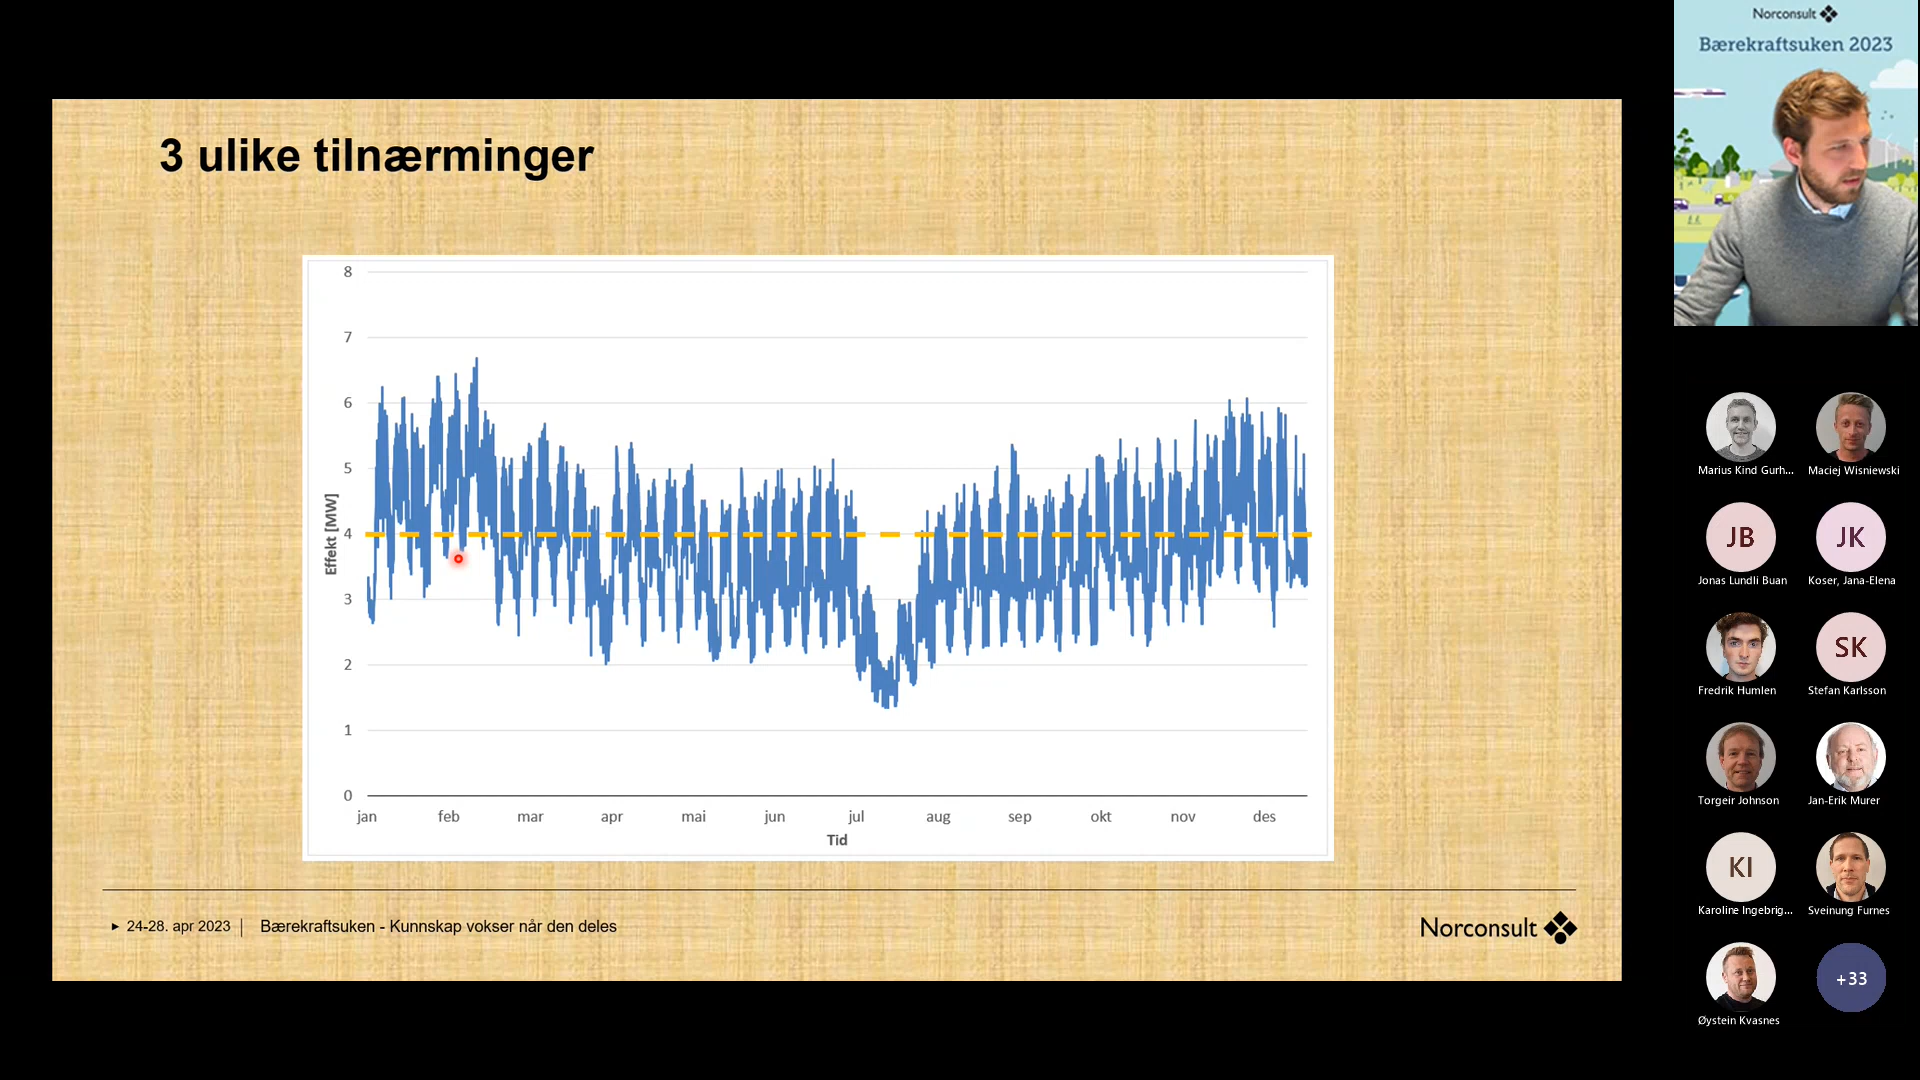 3 ulike tilnærminger
8
7
6
5
4
3
2
1
0
Effekt [MW]
jan feb mar apr mai jun jul aug sep okt nov des
Tid
▸ 24-28. apr 2023 | Bærekraftsuken - Kunnskap vokser når den deles
Norconsult
Norconsult
Bærekraftsuken 2023
Marius Kind Gurh...
Maciej Wisniewski
JB
JK
Jonas Lundli Buan
Koser, Jana-Elena
SK
Fredrik Humlen
Stefan Karlsson
Torgeir Johnson
Jan-Erik Murer
KI
Karoline Ingebrig...
Sveinung Furnes
+33
Øystein Kvasnes